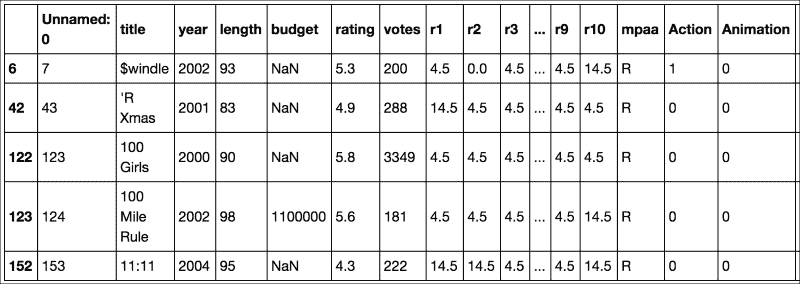 Unnamed: 0 title year length budget rating votes r1 r2 r3 ... r9 r10 mpaa Action Animation
6 7 $windle 2002 93 NaN 5.3 200 4.5 0.0 4.5 ... 4.5 14.5 R 1 0
42 43 'R Xmas 2001 83 NaN 4.9 288 14.5 4.5 4.5 ... 4.5 4.5 R 0 0
122 123 100 Girls 2000 90 NaN 5.8 3349 4.5 4.5 4.5 ... 4.5 4.5 R 0 0
123 124 100 Mile Rule 2002 98 1100000 5.6 181 4.5 4.5 4.5 ... 4.5 14.5 R 0 0
152 153 11:11 2004 95 NaN 4.3 222 14.5 14.5 4.5 ... 4.5 14.5 R 0 0